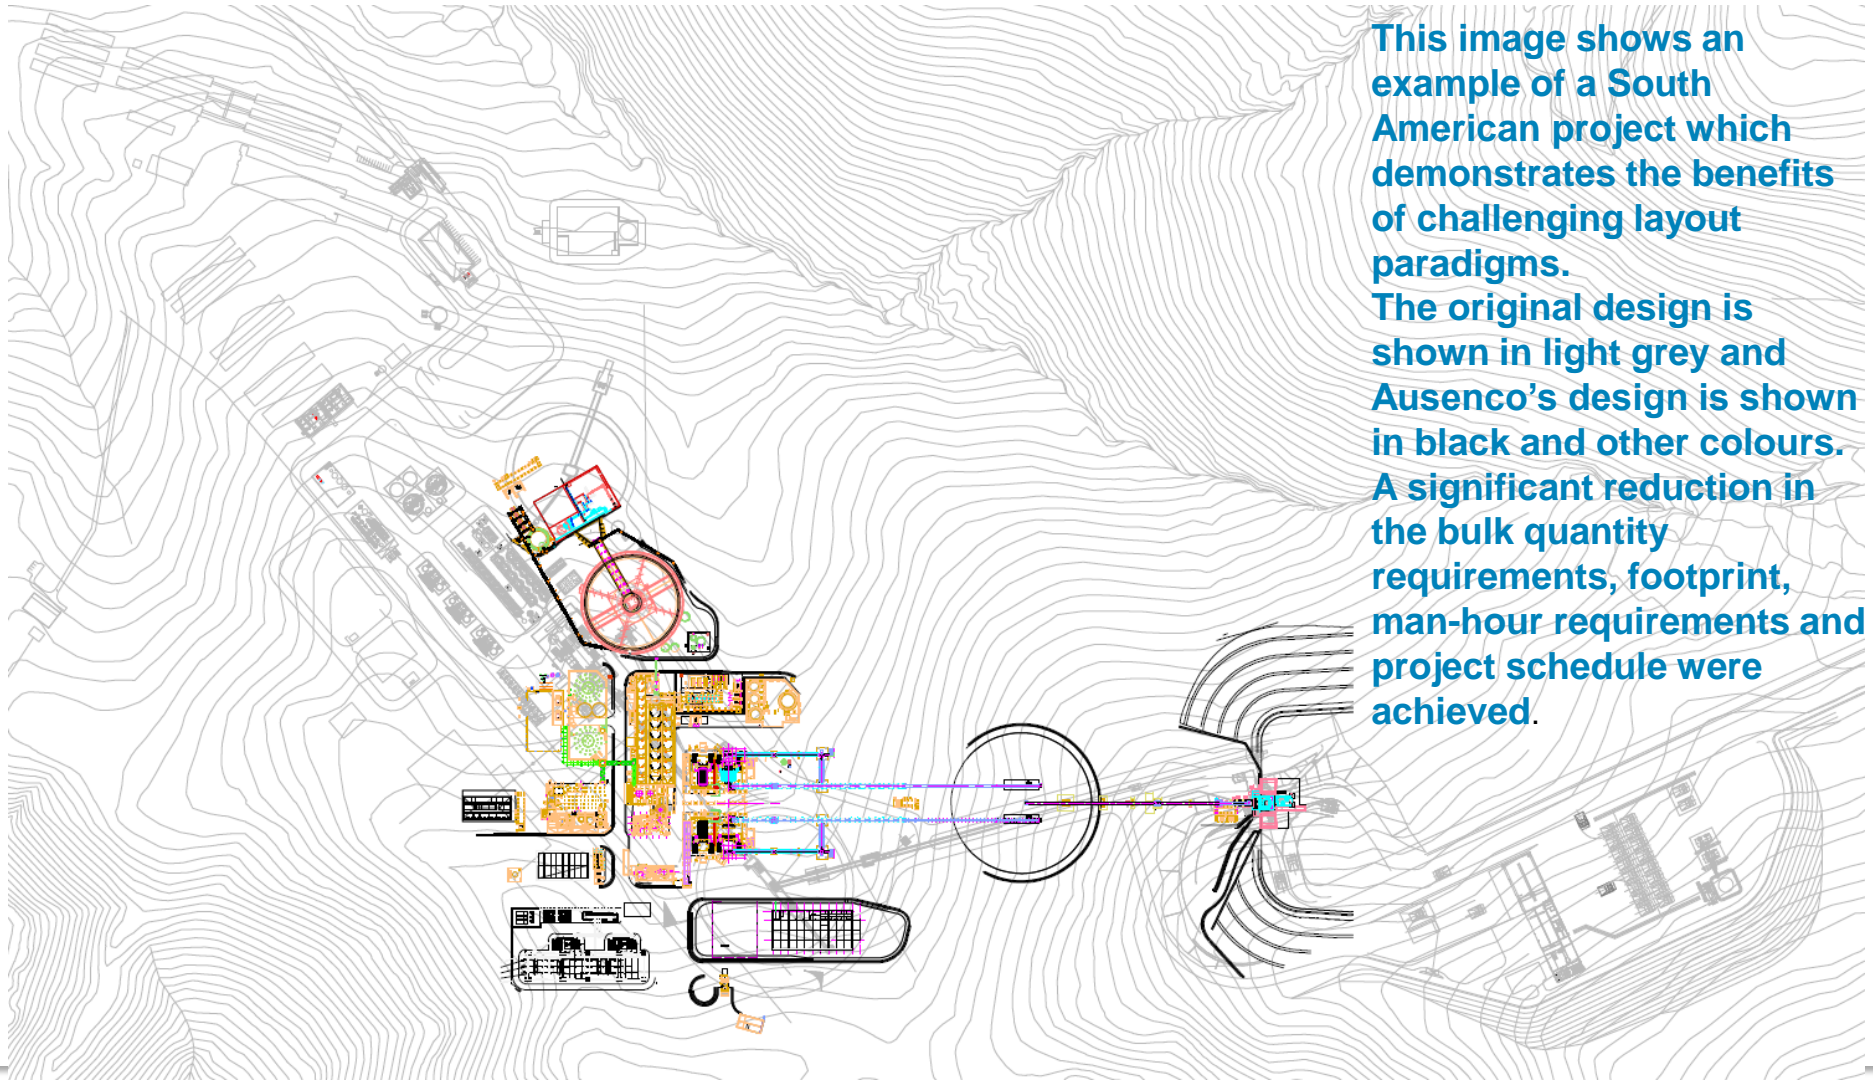 This image shows an
example of a South
American project which
demonstrates the benefits
of challenging layout
paradigms.
The original design is
shown in light grey and
Ausenco’s design is shown
in black and other colours.
A significant reduction in
the bulk quantity
requirements, footprint,
man-hour requirements and
project schedule were
achieved.